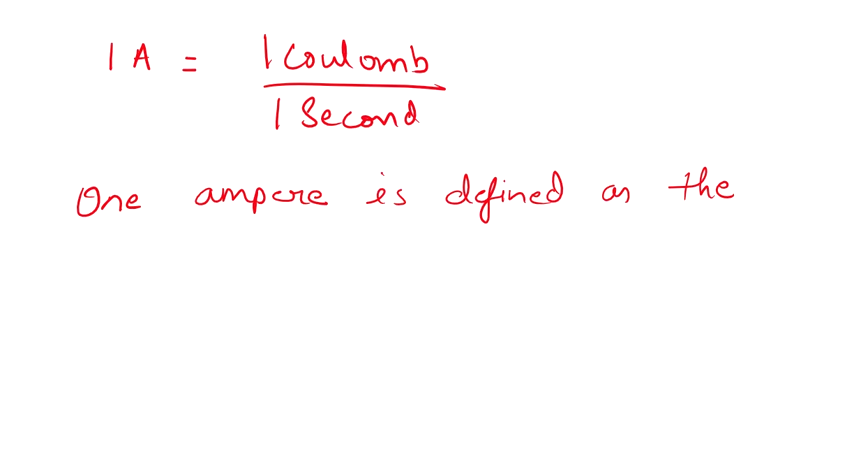 1 A = 1 Coulomb
1 Second
One ampere is defined as the